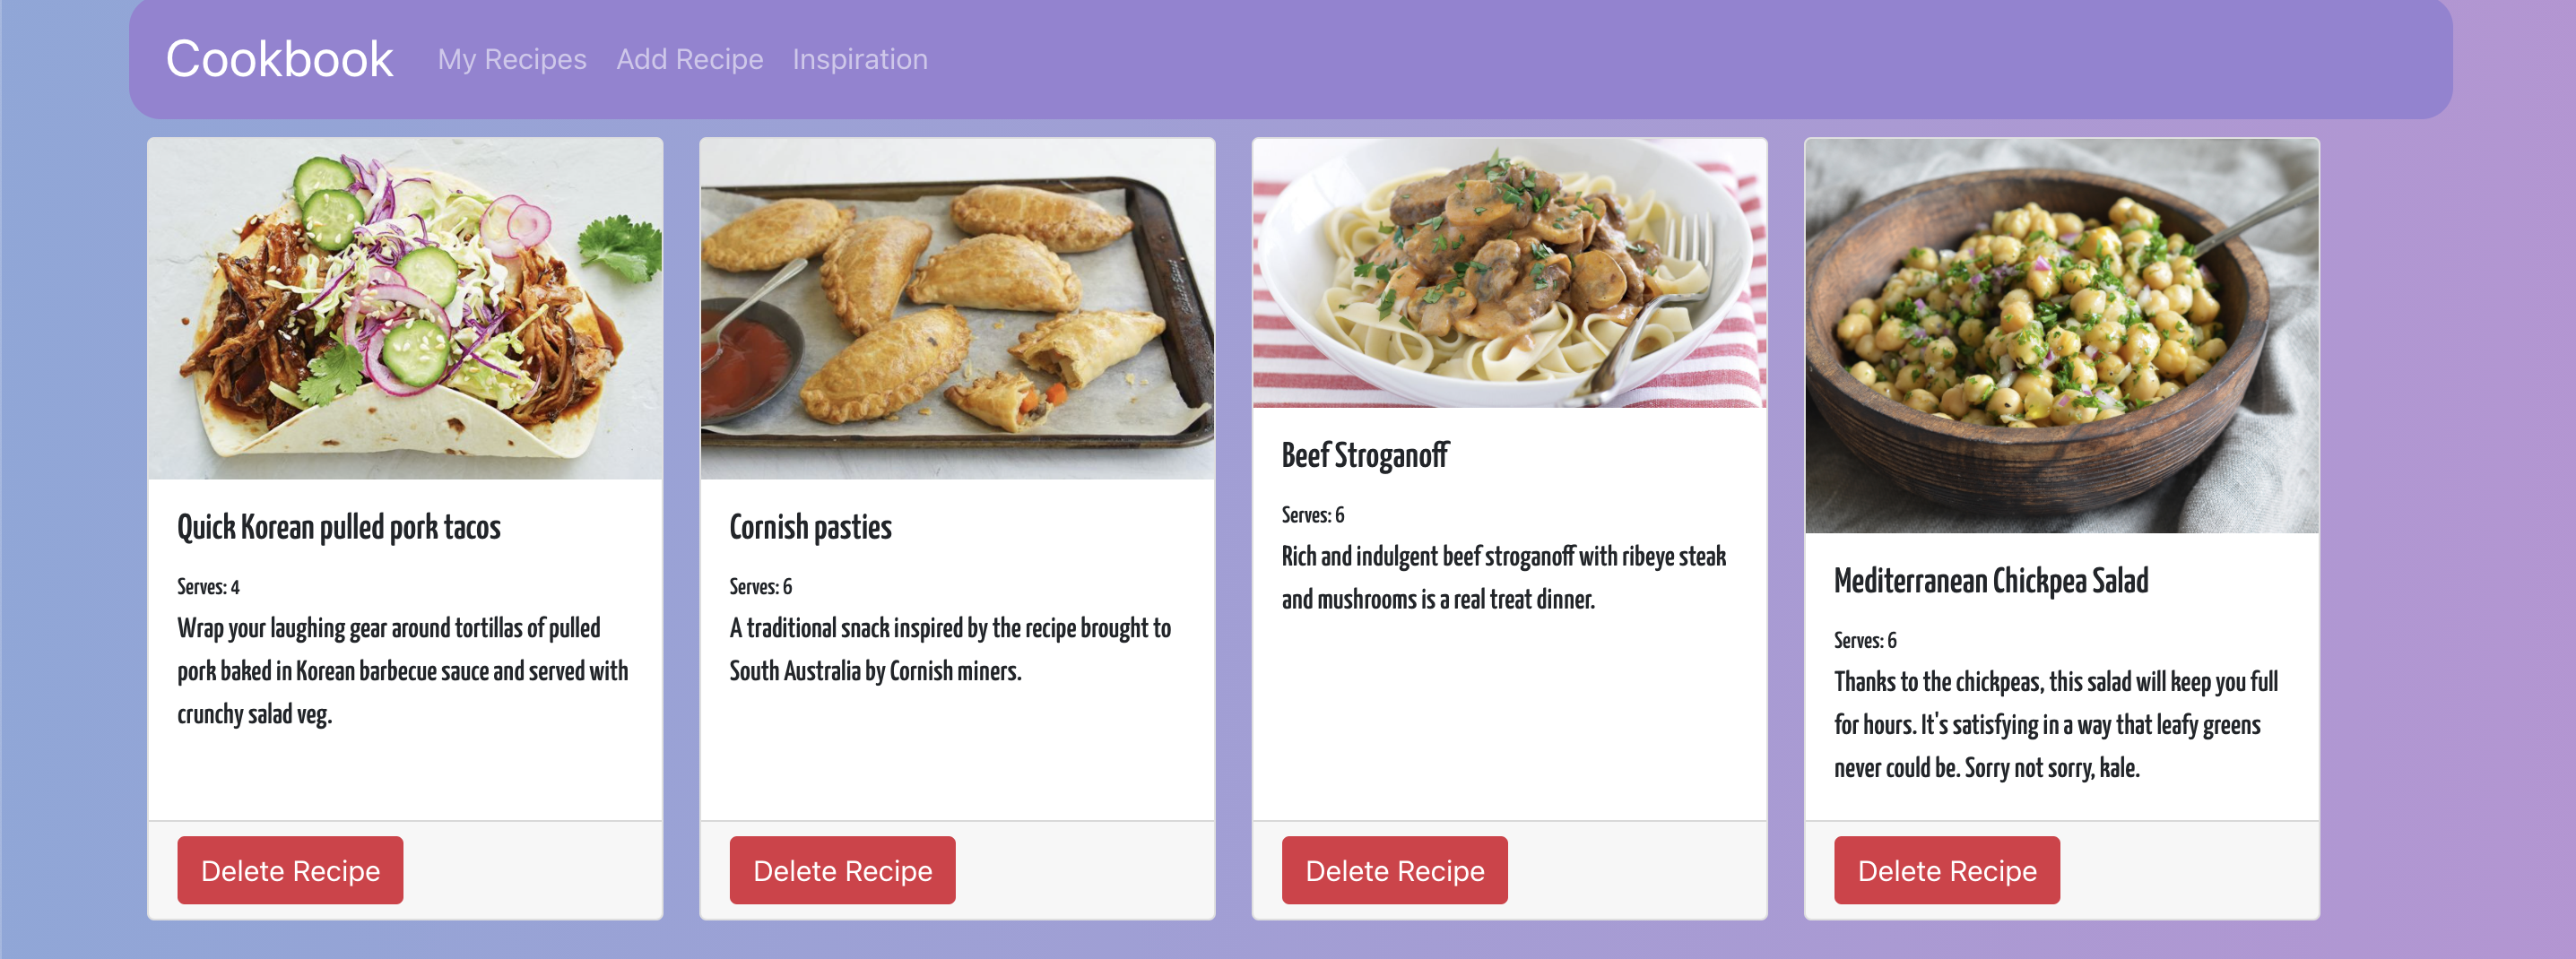 Cookbook My Recipes Add Recipe Inspiration
Quick Korean pulled pork tacos
Serves: 4
Wrap your laughing gear around tortillas of pulled
pork baked in Korean barbecue sauce and served with
crunchy salad veg.
Delete Recipe
Cornish pasties
Serves: 6
A traditional snack inspired by the recipe brought to
South Australia by Cornish miners.
Delete Recipe
Beef Stroganoff
Serves: 6
Rich and indulgent beef stroganoff with ribeye steak
and mushrooms is a real treat dinner.
Delete Recipe
Mediterranean Chickpea Salad
Serves: 6
Thanks to the chickpeas, this salad will keep you full
for hours. It's satisfying in a way that leafy greens
never could be. Sorry not sorry, kale.
Delete Recipe